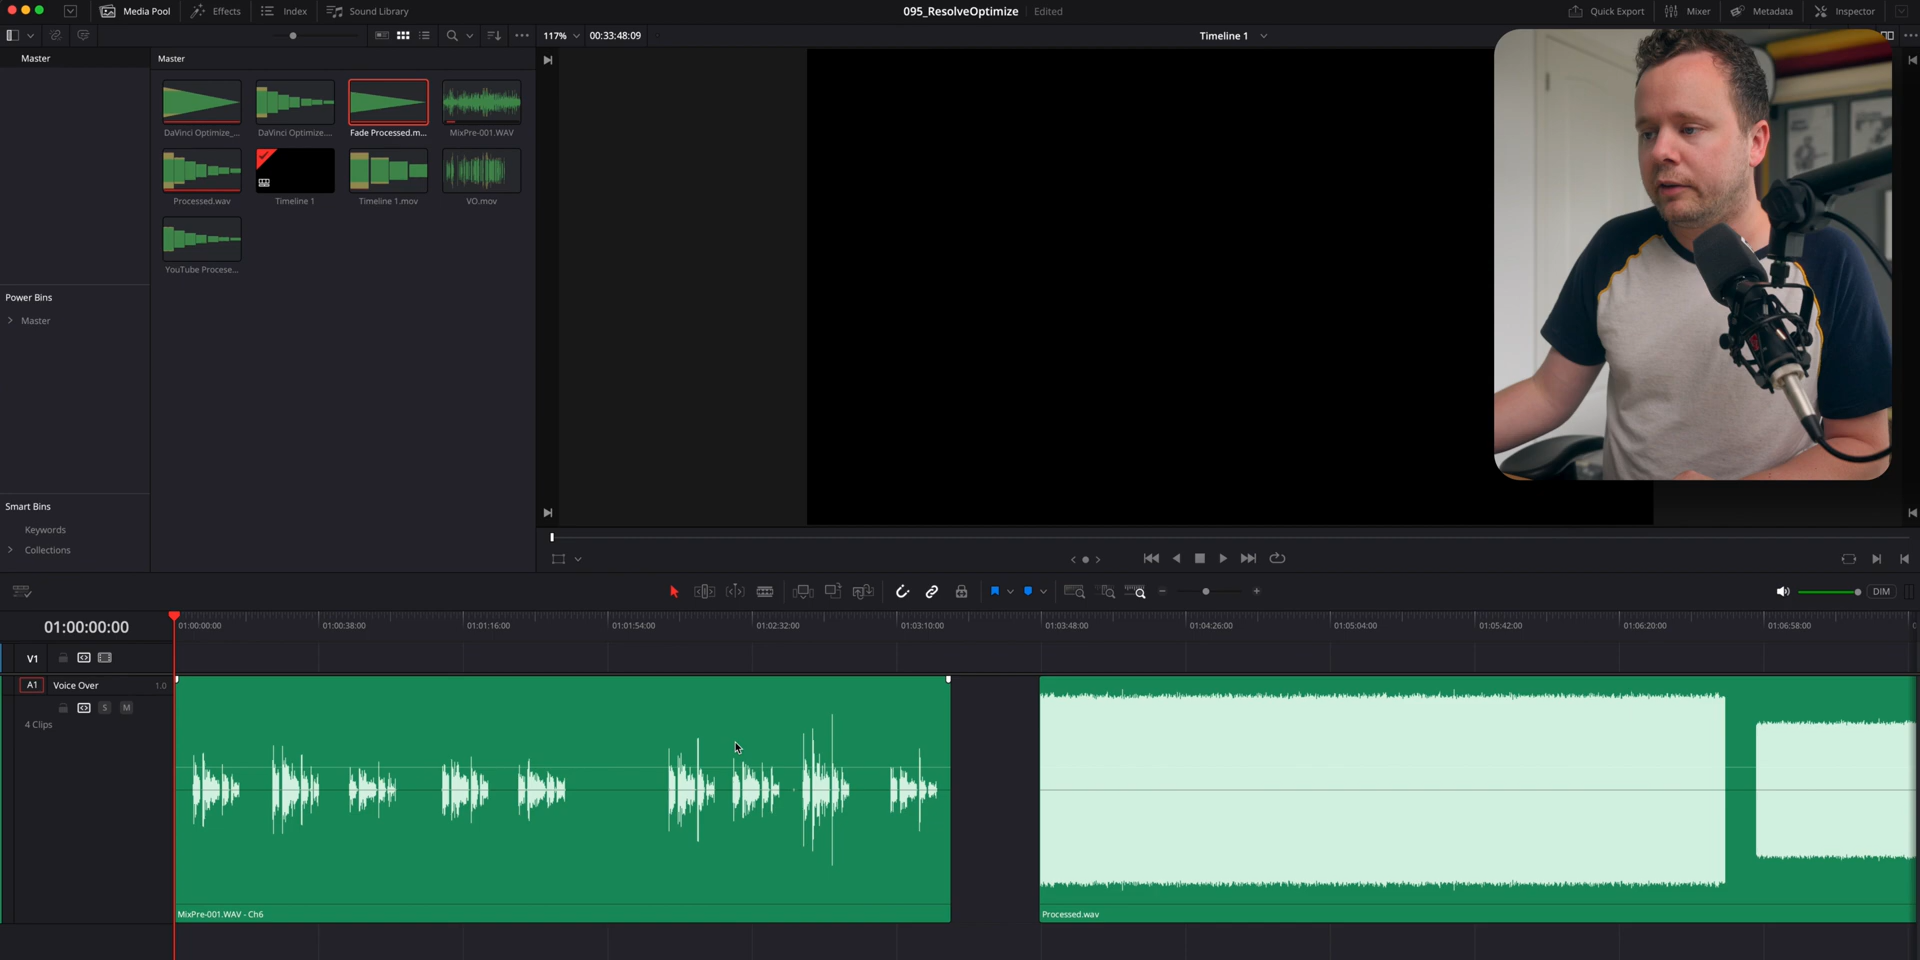 Media Pool
Effects
Index
Sound Library
095_ResolveOptimize
Edited
Quick Export
Mixer
Metadata
Inspector
117%
00:33:48:09
Timeline 1
Master
Master
DaVinci Optimize_...
DaVinci Optimize....
Fade Processed.m...
MixPre-001.WAV
Processed.wav
Timeline 1
Timeline 1.mov
VO.mov
YouTube Procese...
Power Bins
Master
Smart Bins
Keywords
Collections
DIM
01:00:00:00
01:00:00:00
01:00:38:00
01:01:16:00
01:01:54:00
01:02:32:00
01:03:10:00
01:03:48:00
01:04:26:00
01:05:04:00
01:05:42:00
01:06:20:00
01:06:58:00
V1
A1
Voice Over
1.0
S
M
4 Clips
MixPre-001.WAV - Ch6
Processed.wav